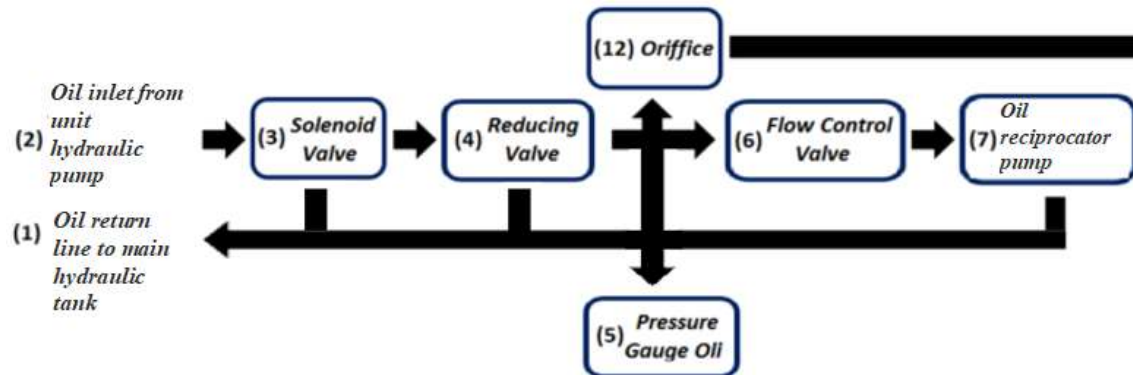 (12) Oriffice
(2) Oil inlet from
unit
hydraulic
pump
(3) Solenoid
Valve
(4) Reducing
Valve
(6) Flow Control
Valve
(7) Oil
reciprocator
pump
(1) Oil return
line to main
hydraulic
tank
(5) Pressure
Gauge Oli